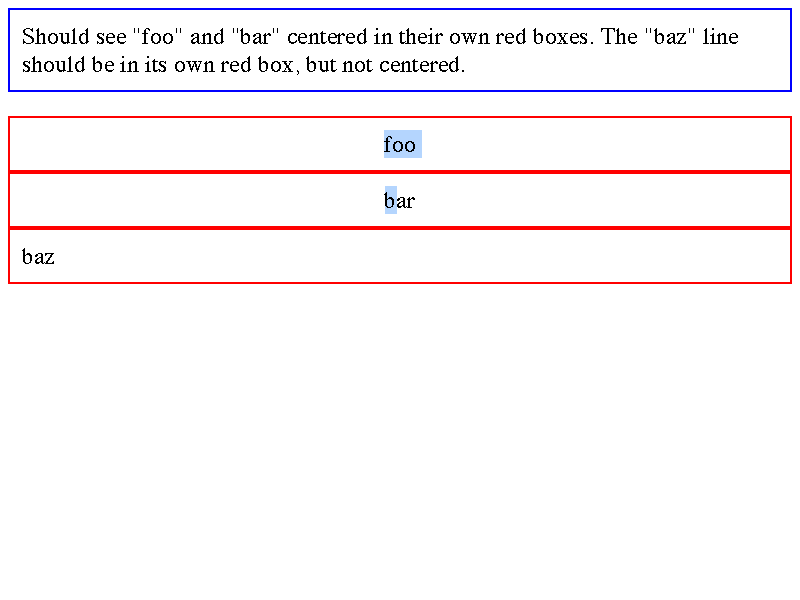 Should see "foo" and "bar" centered in their own red boxes. The "baz" line
should be in its own red box, but not centered.
foo
bar
baz